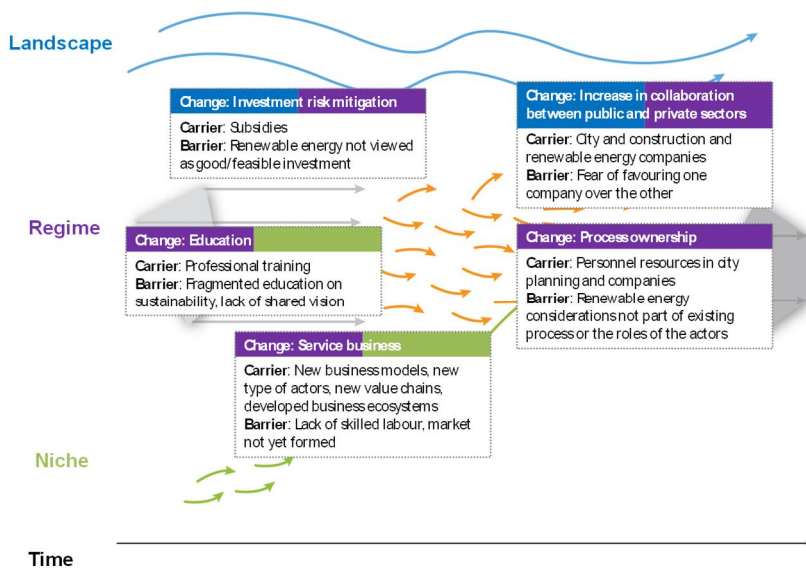 Landscape
Change: Investment risk mitigation
Carrier: Subsidies
Barrier: Renewable energy not viewed
as good/feasible investment
Change: Increase in collaboration
between public and private sectors
Carrier: City and construction and
renewable energy companies
Barrier: Fear of favouring one
company over the other
Regime
Change: Education
Carrier: Professional training
Barrier: Fragmented education on
sustainability, lack of shared vision
Change: Process ownership
Carrier: Personnel resources in city
planning and companies
Barrier: Renewable energy
considerations not part of existing
process or the roles of the actors
Change: Service business
Carrier: New business models, new
type of actors, new value chains,
developed business ecosystems
Barrier: Lack of skilled labour, market
not yet formed
Niche
Time